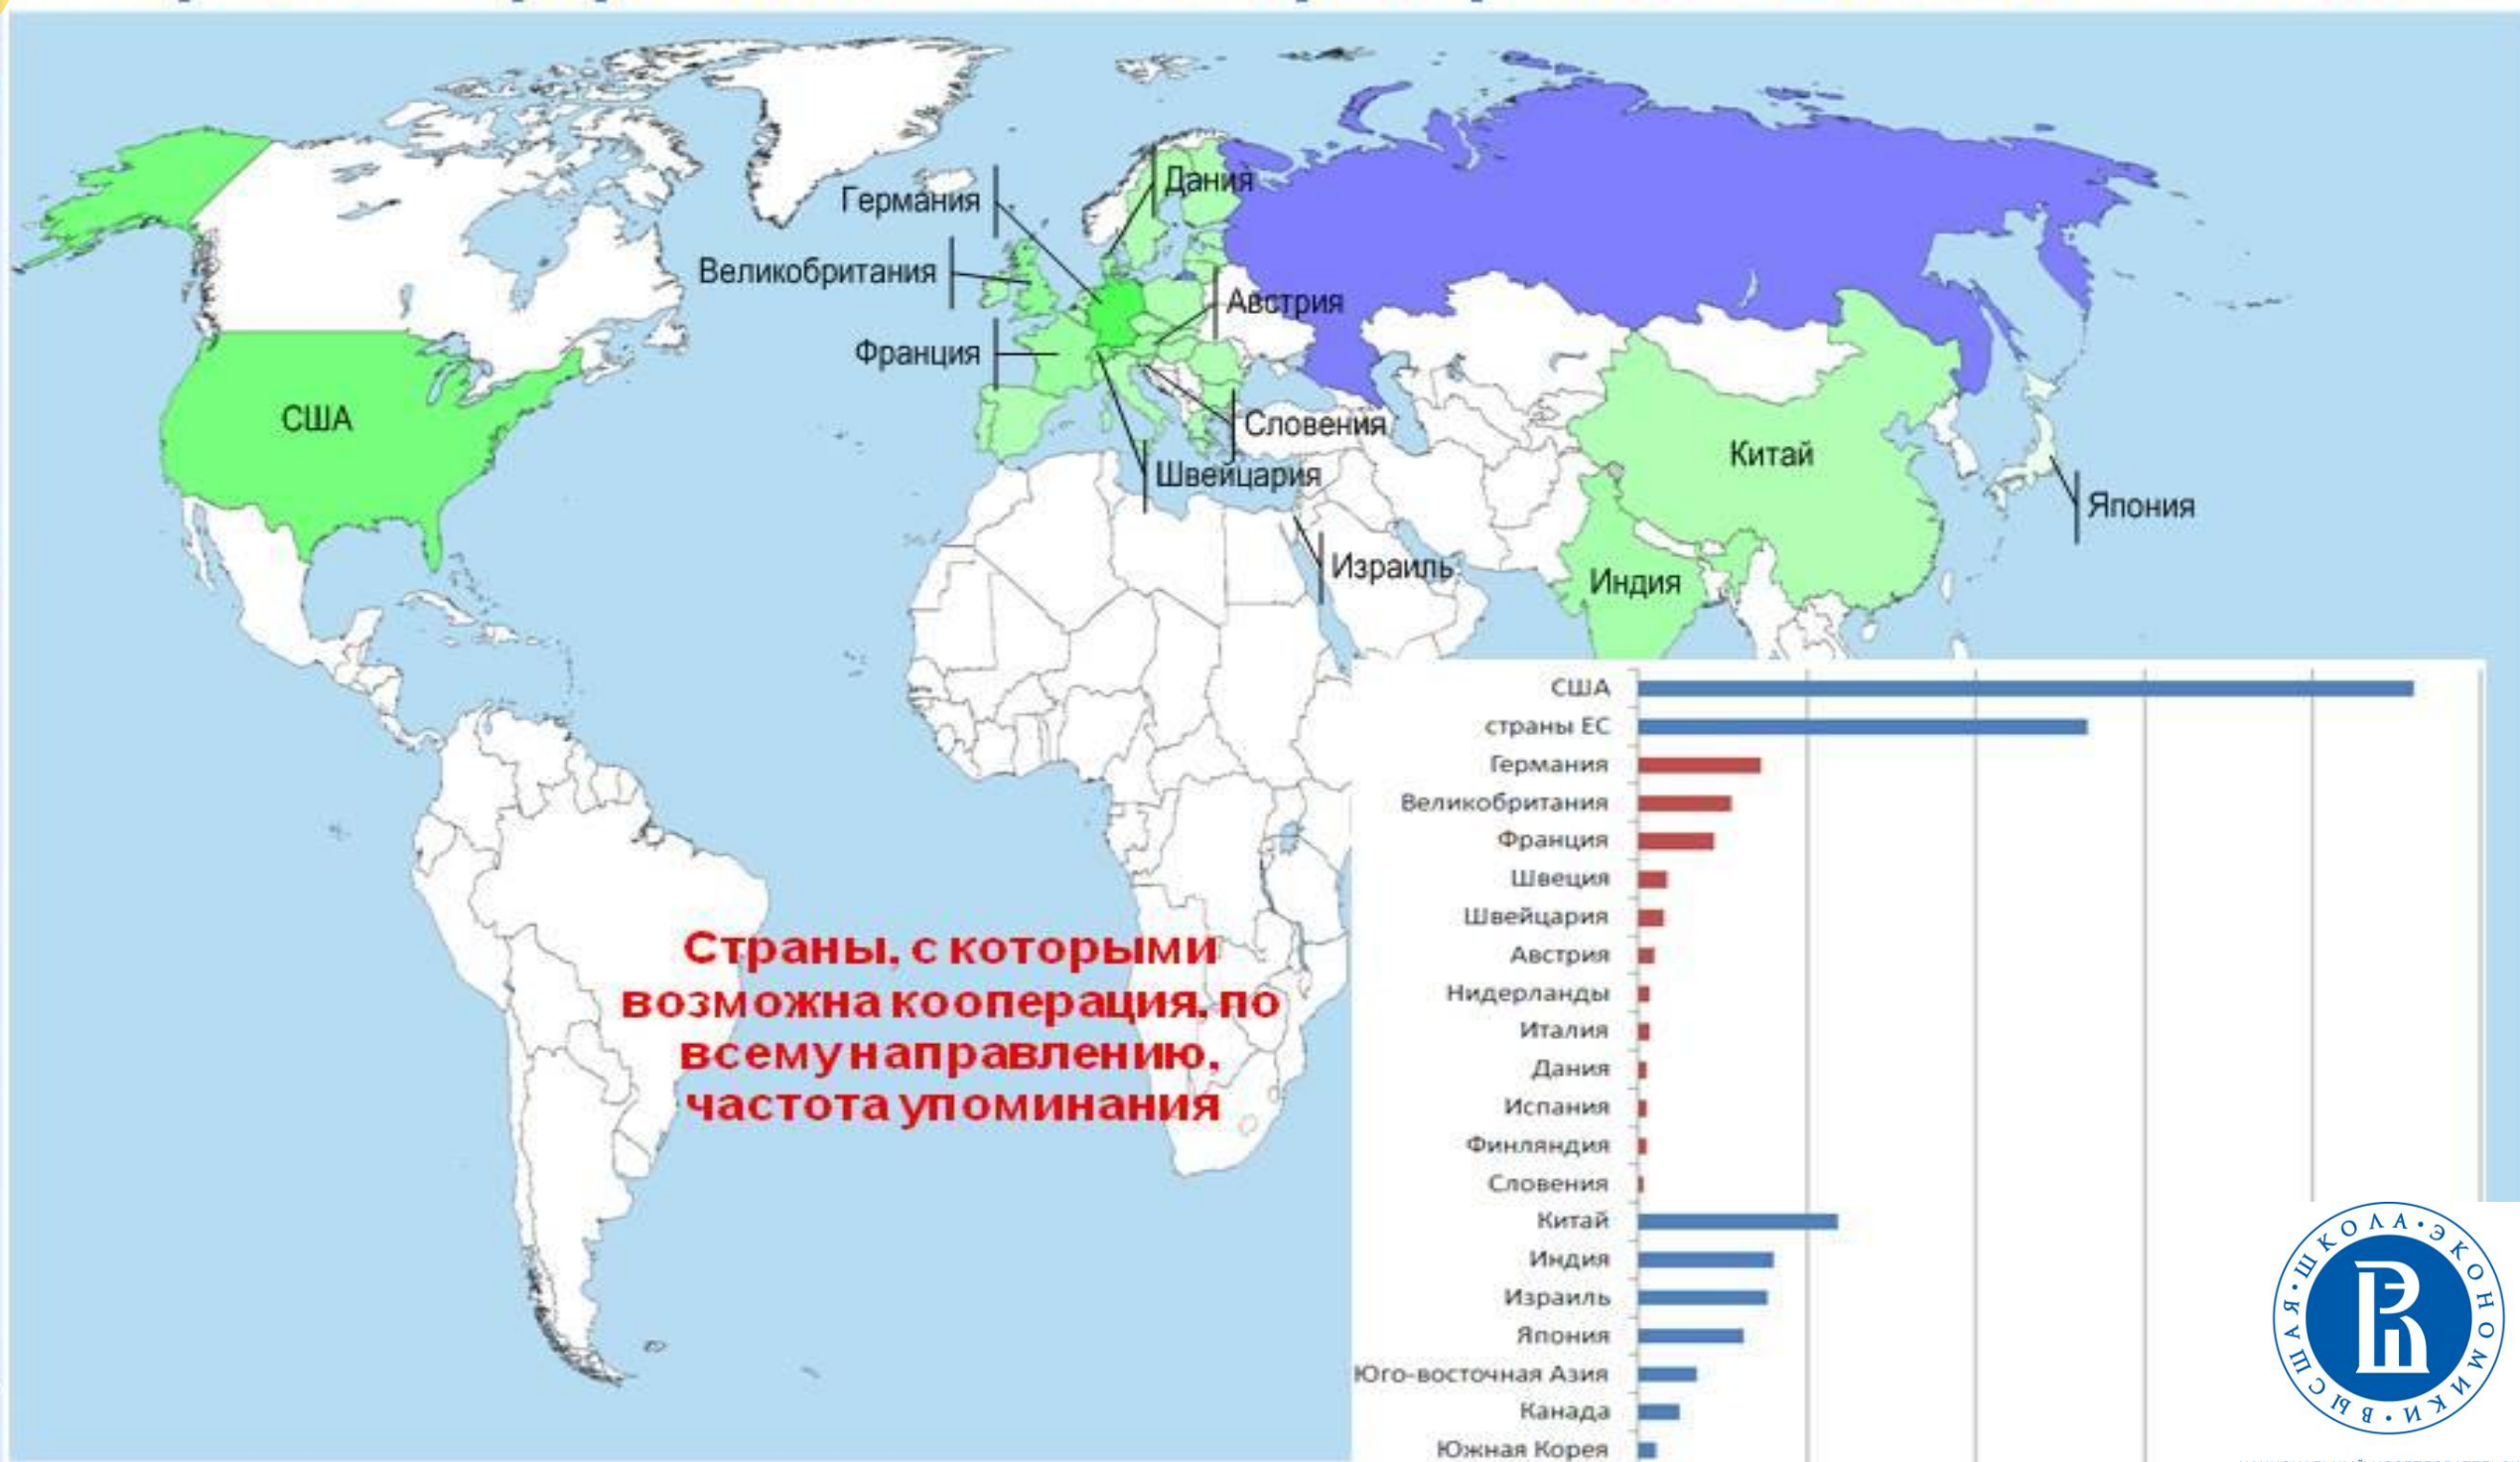 Германия
Дания
Великобритания
Австрия
Франция
США
Словения
Китай
Швейцария
Япония
Израиль
Индия
Страны, с которыми
возможна кооперация, по
всему направлению,
частота упоминания
США
страны ЕС
Германия
Великобритания
Франция
Швеция
Швейцария
Австрия
Нидерланды
Италия
Дания
Испания
Финляндия
Словения
Китай
Индия
Израиль
Япония
Юго-восточная Азия
Канада
Южная Корея
ВЫСШАЯ • ШКОЛА • ЭКОНОМИКИ •